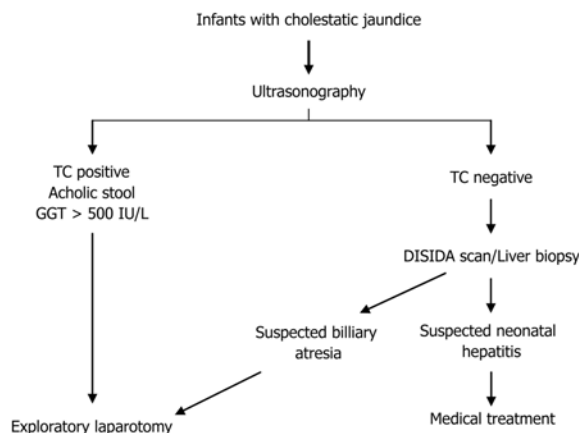 Infants with cholestatic jaundice
Ultrasonography
TC positive
Acholic stool
GGT > 500 IU/L
TC negative
DISIDA scan/Liver biopsy
Suspected billiary
atresia
Suspected neonatal
hepatitis
Exploratory laparotomy
Medical treatment